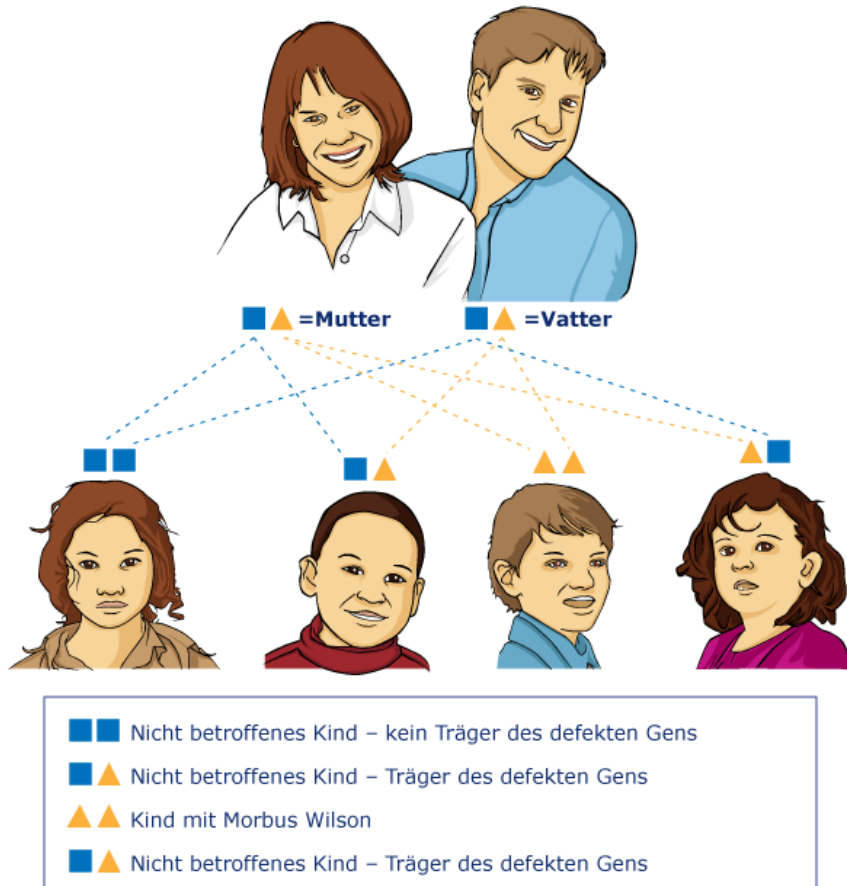 =Mutter
=Vatter
Nicht betroffenes Kind – kein Träger des defekten Gens
Nicht betroffenes Kind – Träger des defekten Gens
Kind mit Morbus Wilson
Nicht betroffenes Kind – Träger des defekten Gens